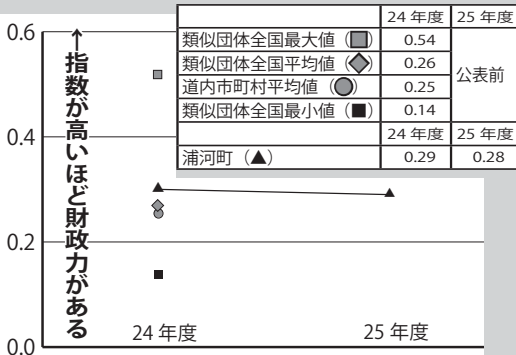 24 年度 25 年度
類似団体全国最大値（■） 0.54 公表前
類似団体全国平均値（◆） 0.26
道内市町村平均値（●） 0.25
類似団体全国最小値（■） 0.14
24 年度 25 年度
浦河町（▲） 0.29 0.28
←指数が高いほど財政力がある
0.6
0.4
0.2
0.0
24 年度 25 年度